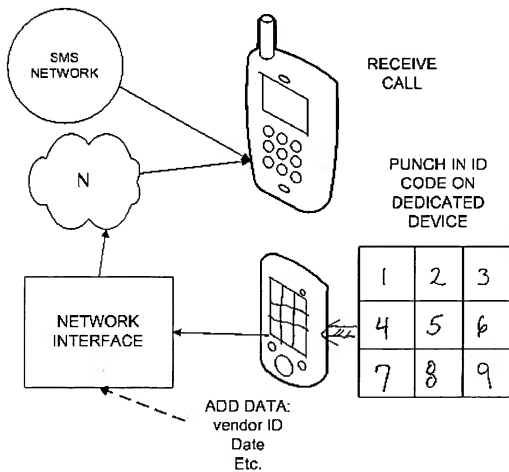 SMS
NETWORK
RECEIVE
CALL
N
PUNCH IN ID
CODE ON
DEDICATED
DEVICE
1 2 3
4 5 6
7 8 9
NETWORK
INTERFACE
ADD DATA:
vendor ID
Date
Etc.